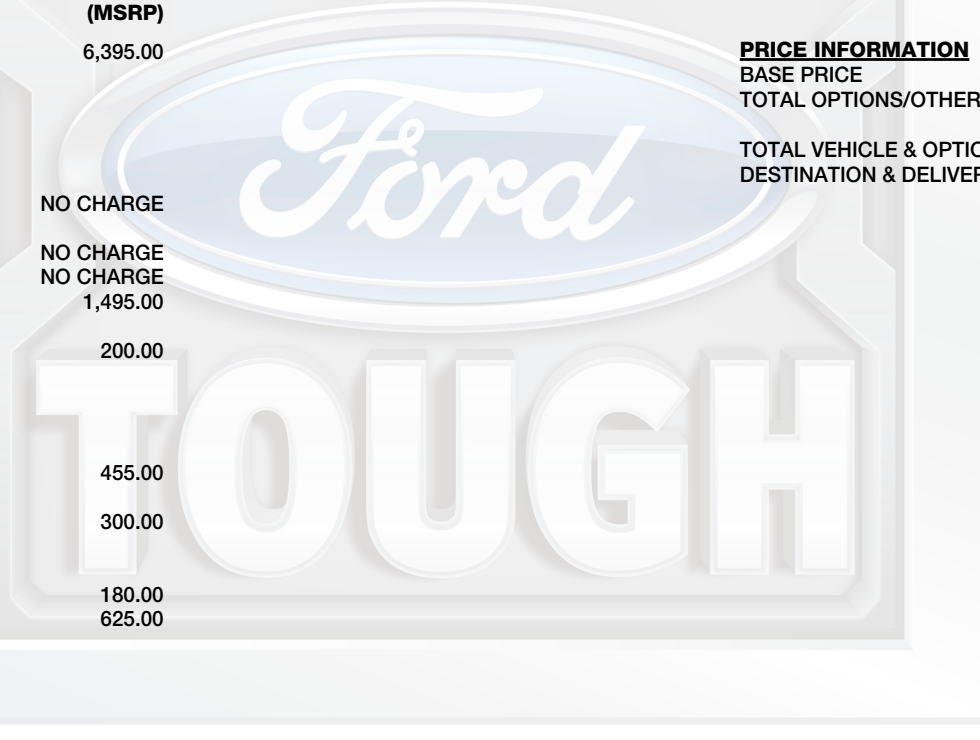 (MSRP)
6,395.00
NO CHARGE
NO CHARGE
NO CHARGE
1,495.00
200.00
455.00
300.00
180.00
625.00
PRICE INFORMATION
BASE PRICE
TOTAL OPTIONS/OTHER
TOTAL VEHICLE & OPTIO
DESTINATION & DELIVER
Ford
TOUGH